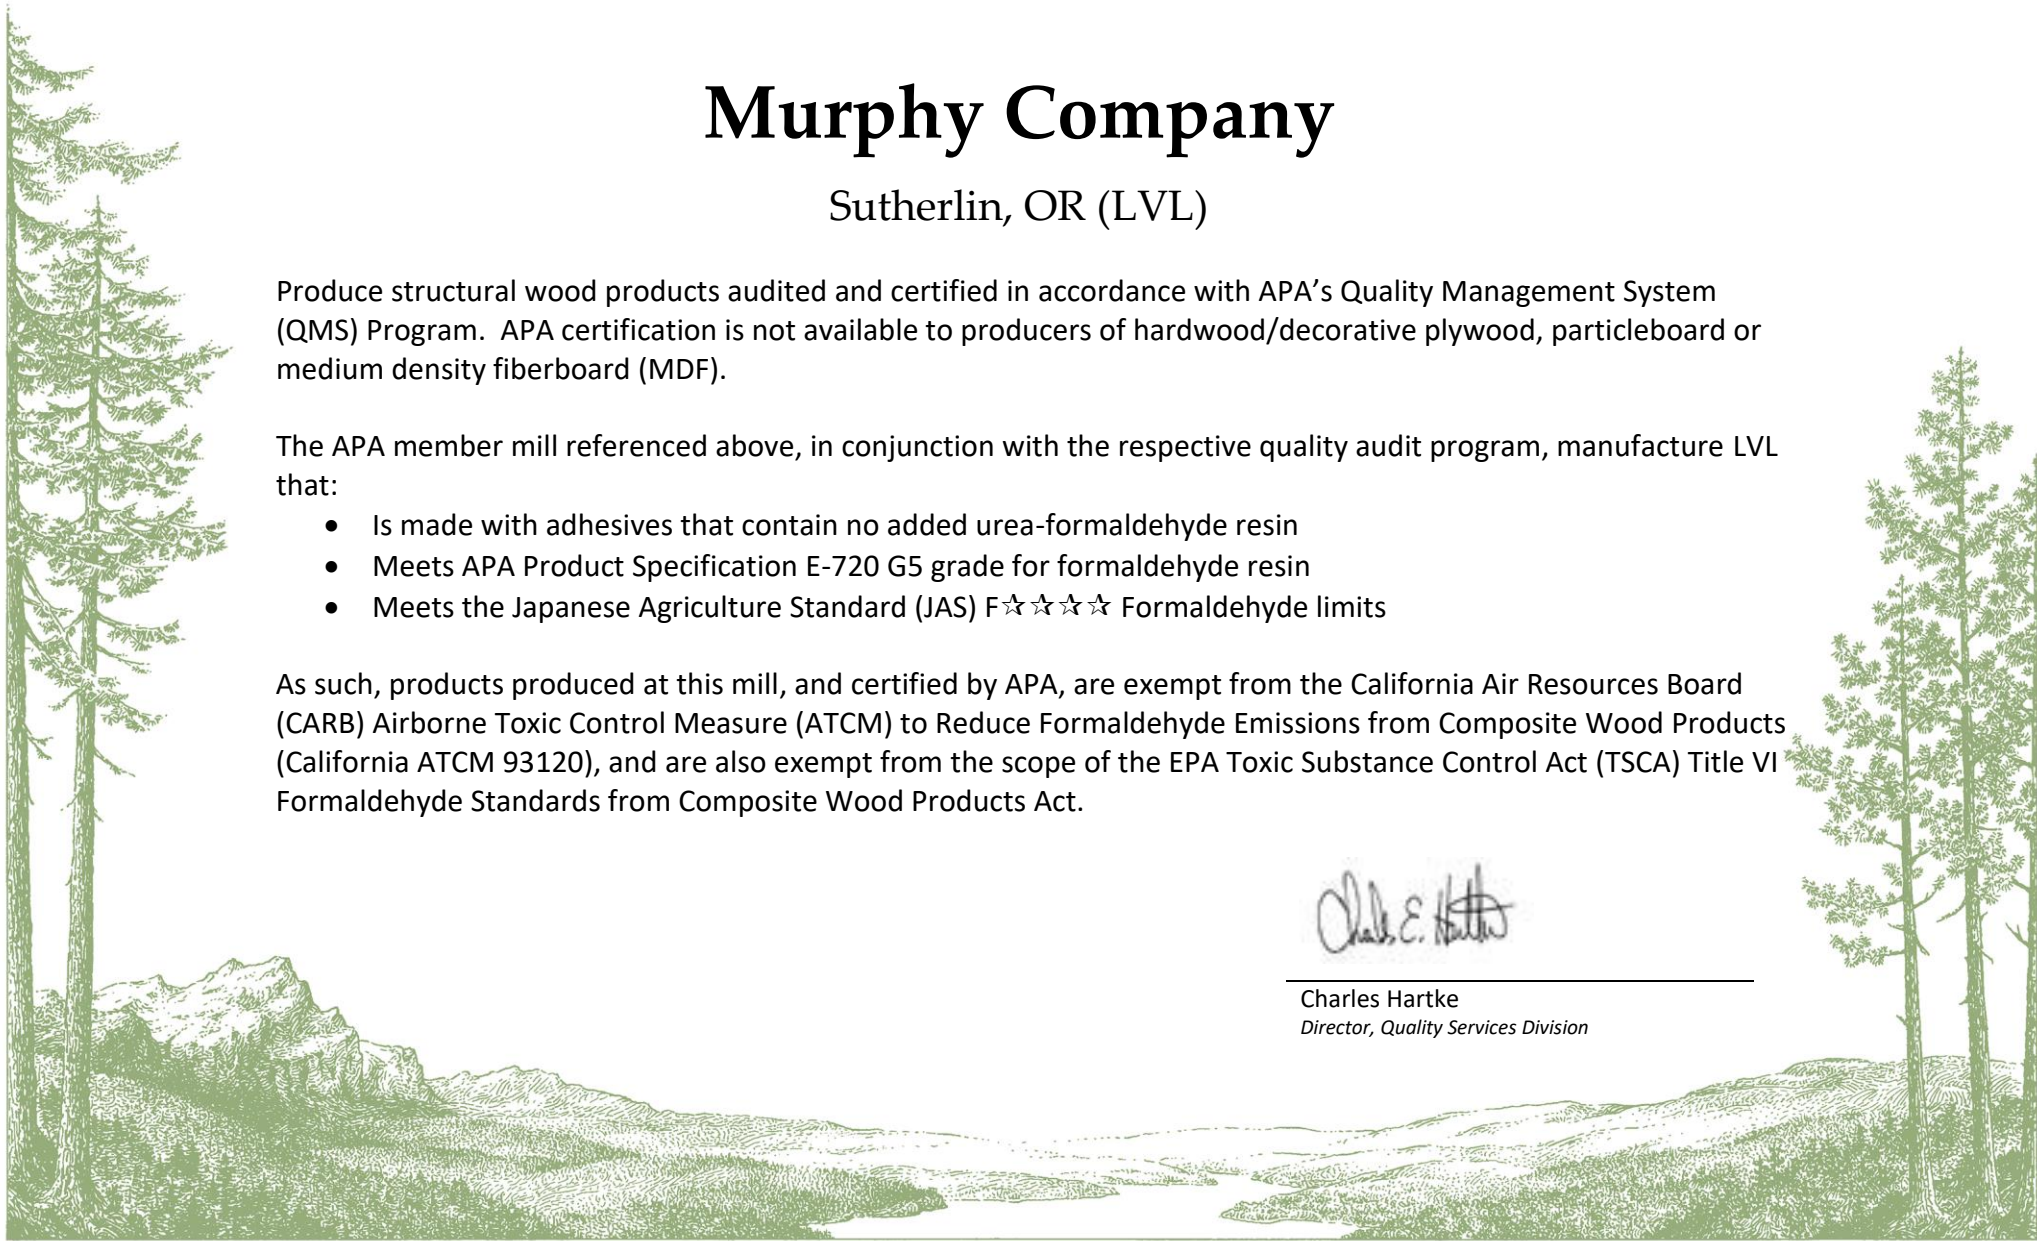 Murphy Company
Sutherlin, OR (LVL)
Produce structural wood products audited and certified in accordance with APA’s Quality Management System
(QMS) Program.  APA certification is not available to producers of hardwood/decorative plywood, particleboard or
medium density fiberboard (MDF).
The APA member mill referenced above, in conjunction with the respective quality audit program, manufacture LVL
that:
• Is made with adhesives that contain no added urea-formaldehyde resin
• Meets APA Product Specification E-720 G5 grade for formaldehyde resin
• Meets the Japanese Agriculture Standard (JAS) F✰✰✰✰ Formaldehyde limits
As such, products produced at this mill, and certified by APA, are exempt from the California Air Resources Board
(CARB) Airborne Toxic Control Measure (ATCM) to Reduce Formaldehyde Emissions from Composite Wood Products
(California ATCM 93120), and are also exempt from the scope of the EPA Toxic Substance Control Act (TSCA) Title VI
Formaldehyde Standards from Composite Wood Products Act.
Charles E. Hartke
Charles Hartke
Director, Quality Services Division